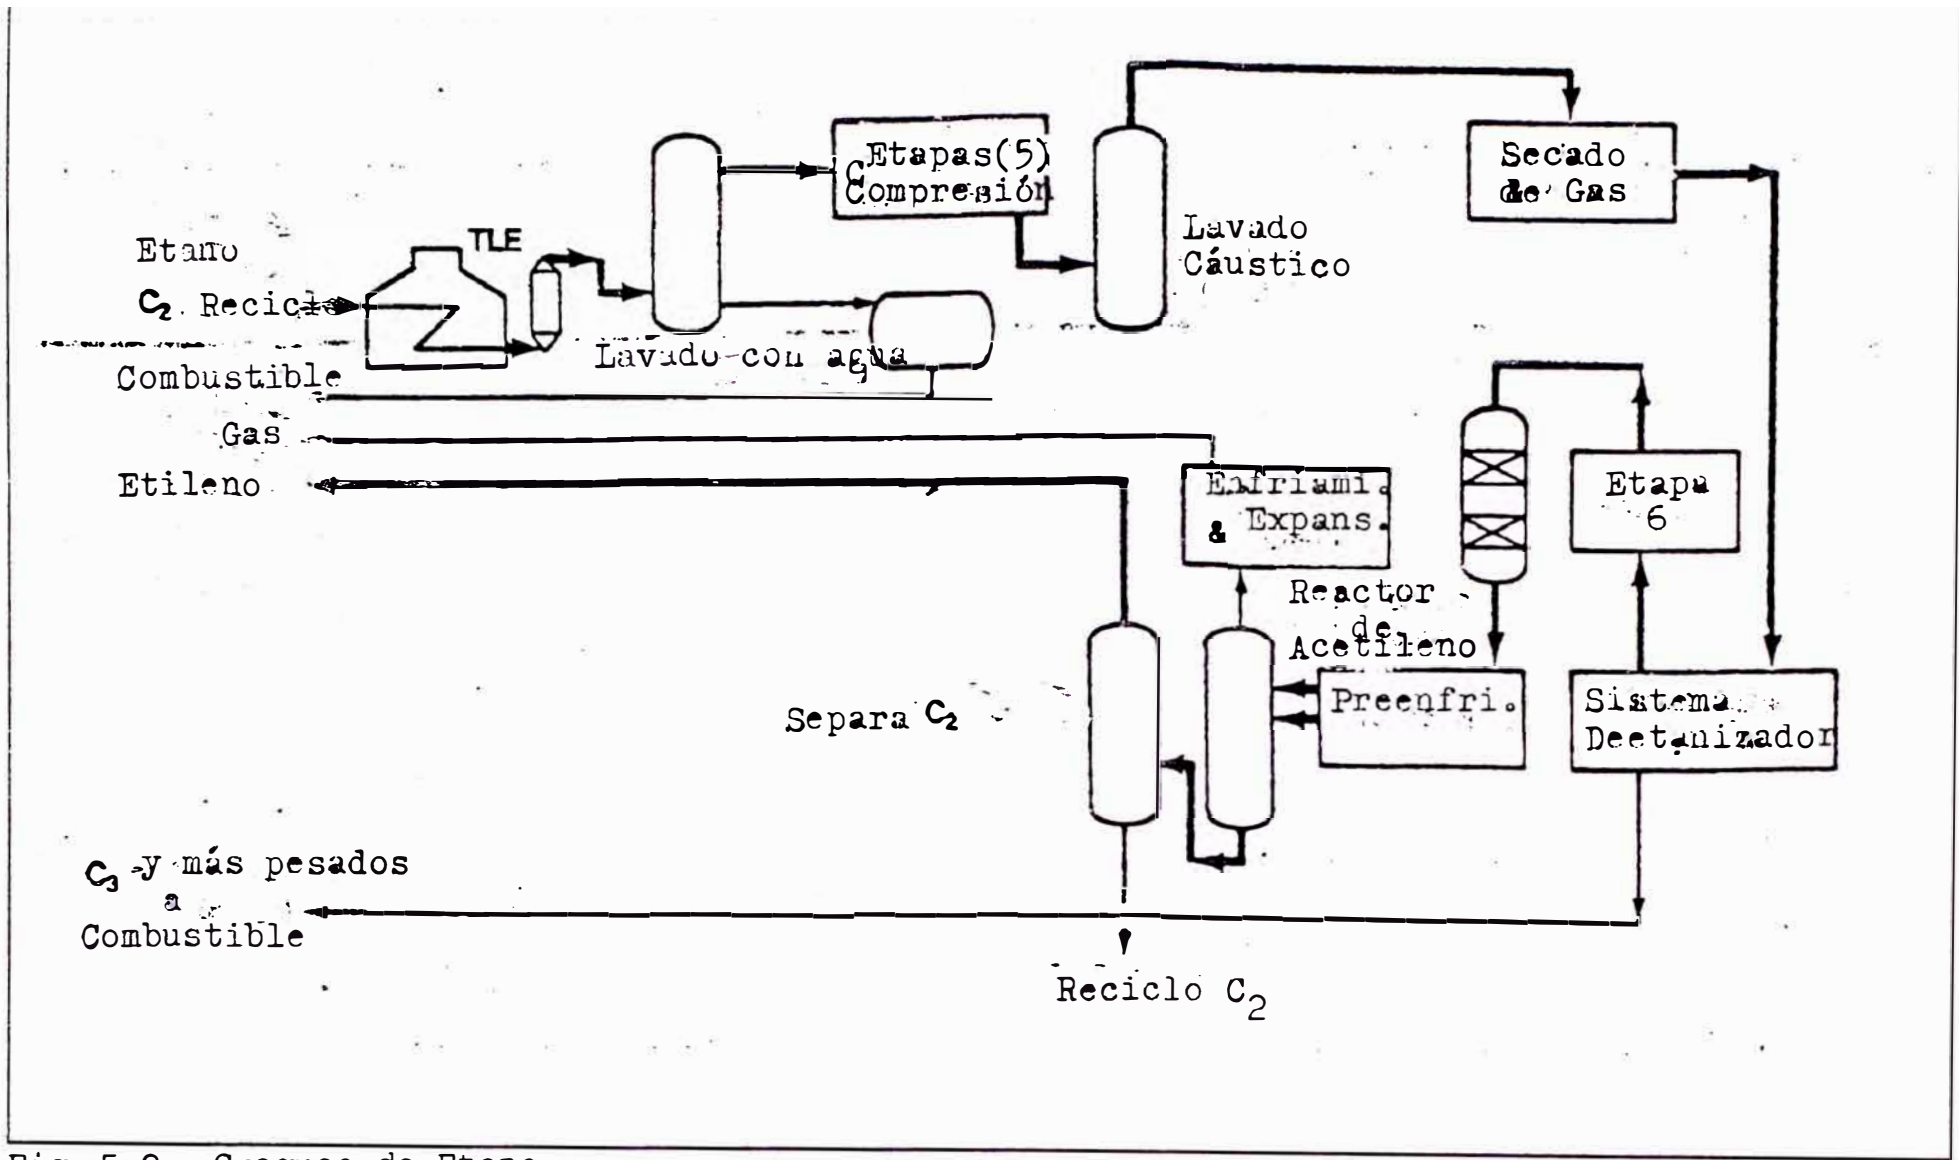 Etano
TLE
C2 Reciclo
Combustible
Gas
Etileno
Etapas(5)
Compresión
Lavado con agua
Lavado
Cáustico
Secado
de Gas
Enfriami.
& Expans.
Reactor
de
Acetileno
Etapa
6
Preenfri.
Sistema
Deetanizador
Separa C2
C3 y más pesados
a
Combustible
Reciclo C2